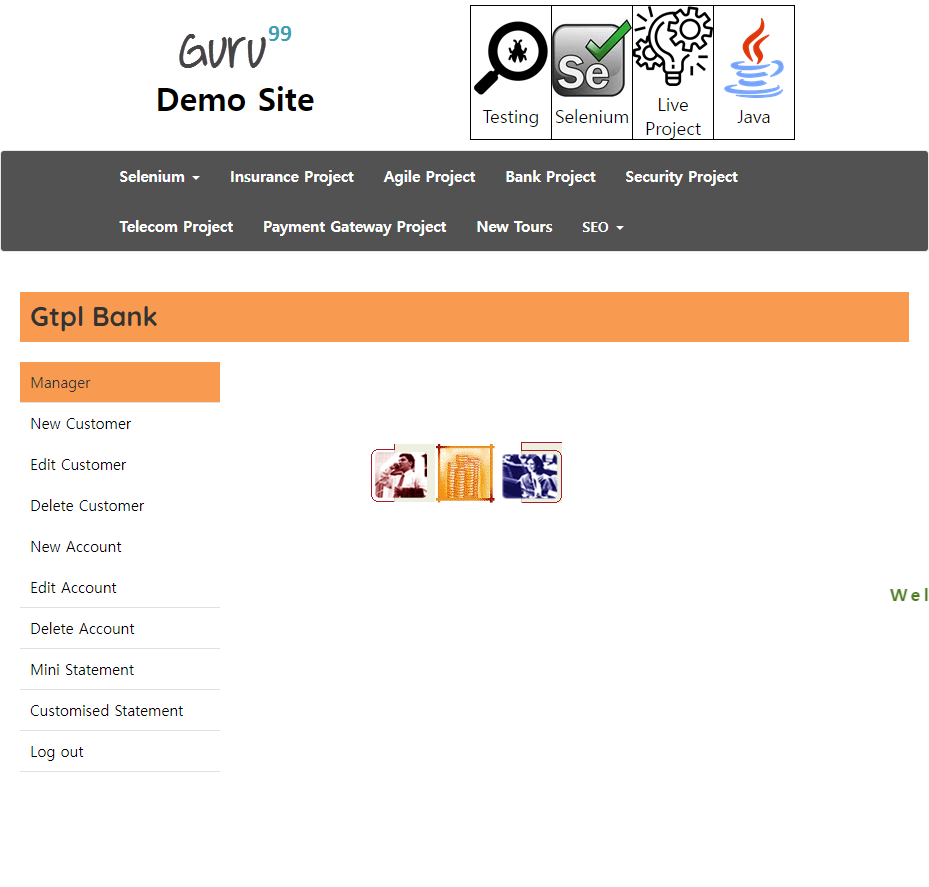 Guru99
Demo Site
Testing
Selenium
Live
Project
Java
Se
Selenium
Insurance Project
Agile Project
Bank Project
Security Project
Telecom Project
Payment Gateway Project
New Tours
SEO
Gtpl Bank
Manager
New Customer
Edit Customer
Delete Customer
New Account
Edit Account
Delete Account
Mini Statement
Customised Statement
Log out
Wel